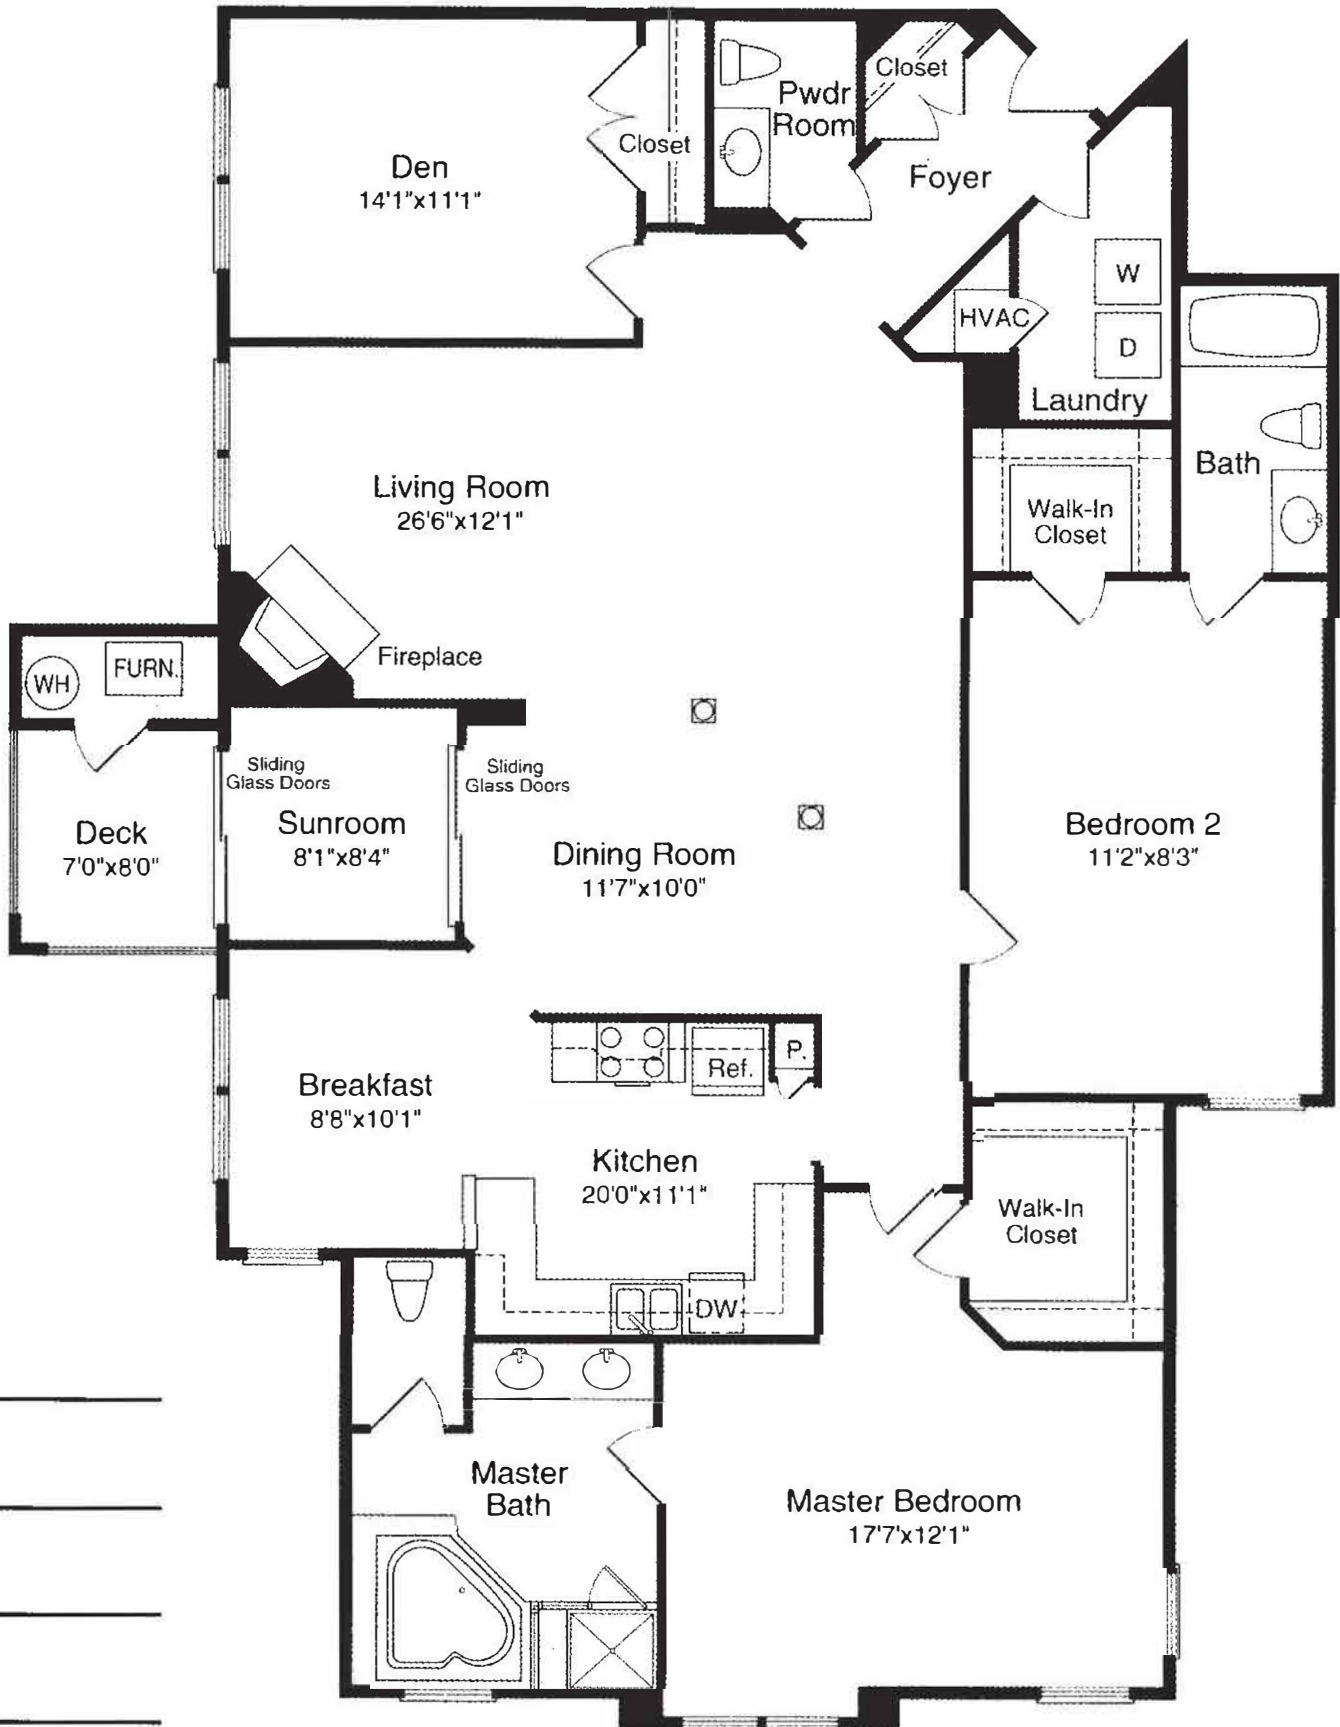 Closet
Pwdr
Room
Closet
Den
14'1"x11'1"
Foyer
W
HVAC
D
Laundry
Living Room
26'6"x12'1"
Bath
Walk-In
Closet
Fireplace
WH
FURN.
Sliding
Glass Doors
Sliding
Glass Doors
Deck
7'0"x8'0"
Sunroom
8'1"x8'4"
Dining Room
11'7"x10'0"
Bedroom 2
11'2"x8'3"
P.
Ref.
Breakfast
8'8"x10'1"
Kitchen
20'0"x11'1"
Walk-In
Closet
DW
Master
Bath
Master Bedroom
17'7'x12'1"